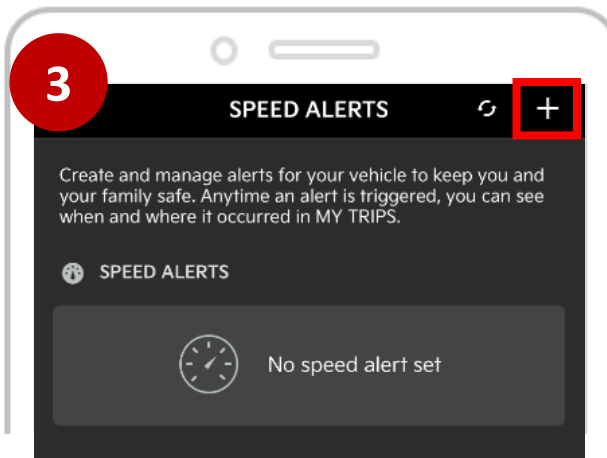 3
SPEED ALERTS +
Create and manage alerts for your vehicle to keep you and
your family safe. Anytime an alert is triggered, you can see
when and where it occurred in MY TRIPS.
SPEED ALERTS
No speed alert set